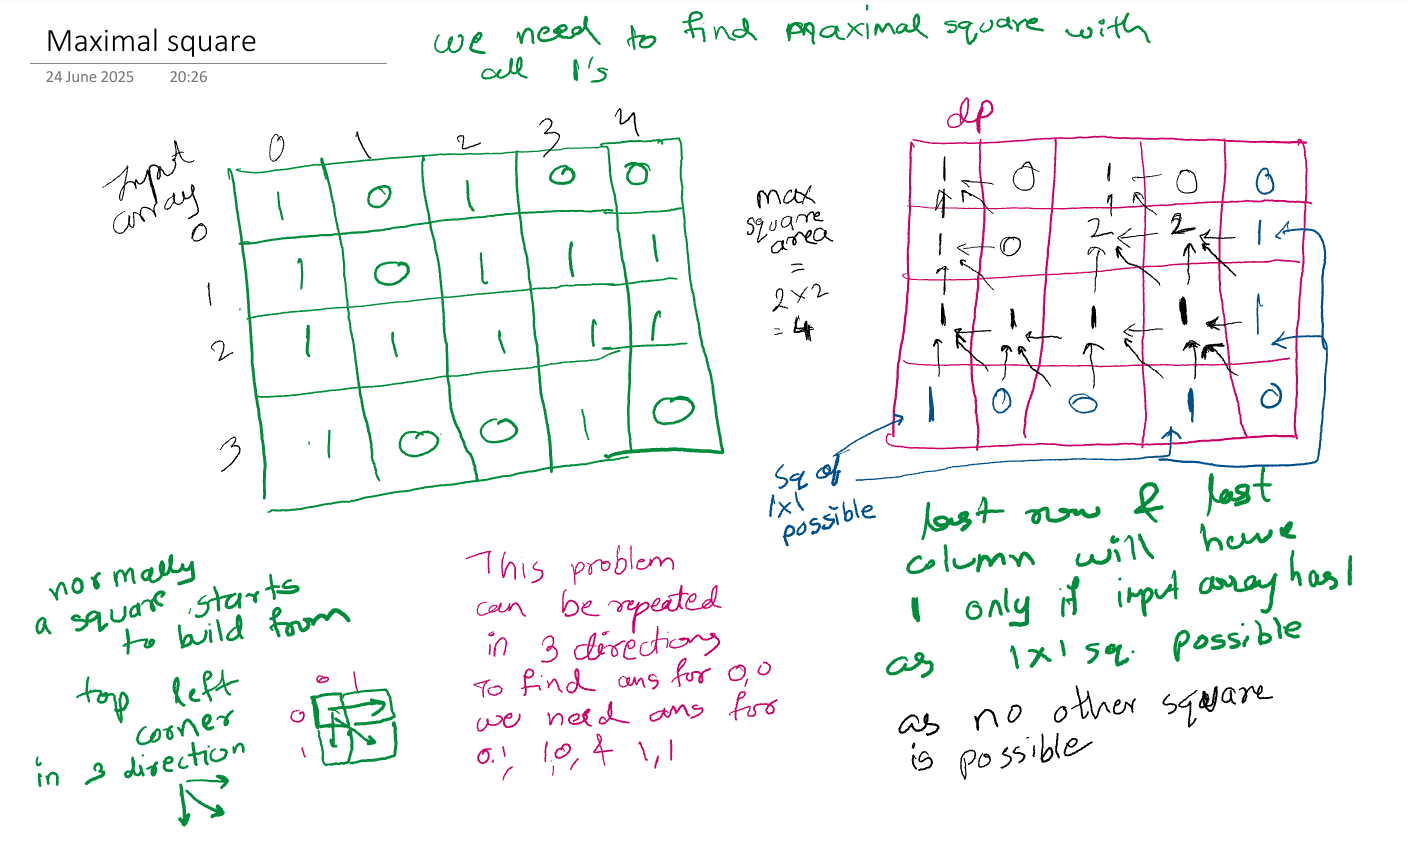 Maximal square
24 June 2025 20:26
we need to find maximal square with
all 1's
Input
array
0 1 2 3 4
0 1 0 1 0 0
1 1 0 1 1 1
2 1 1 1 1 1
3 1 0 0 1 0
max
square
area
=
2x2
= 4
dp
1 0 1 0 0
1 0 2 2 1
1 1 1 1 1
1 0 0 1 0
Sq of
1x1
possible
last row & last
column will have
1 only if input array has 1
as 1x1 sq. possible
as no other square
is possible
normally
a square starts
to build from
top left
corner
in 3 direction
0 1
0
1
This problem
can be repeated
in 3 directions
To find ans for 0,0
we need ans for
0,1, 1,0, & 1,1